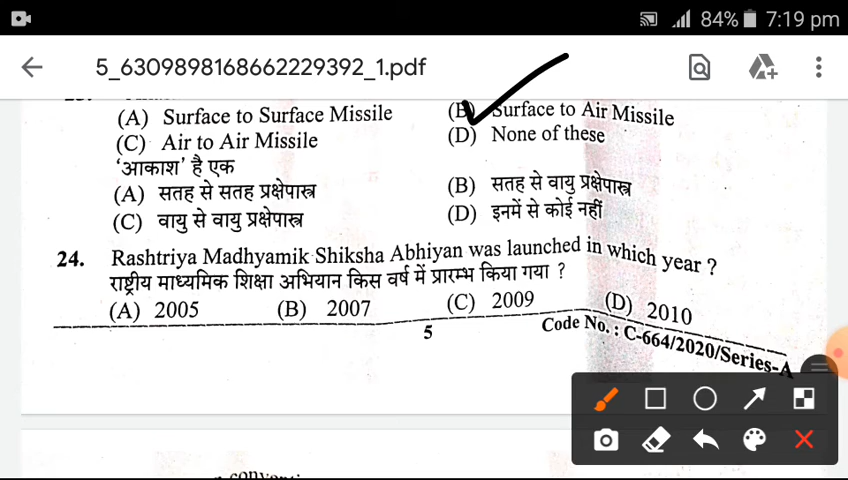 84% 7:19 pm
5_6309898168662229392_1.pdf
(A) Surface to Surface Missile (B) Surface to Air Missile
(C) Air to Air Missile (D) None of these
‘आकाश’ है एक
(A) सतह से सतह प्रक्षेपास्त्र (B) सतह से वायु प्रक्षेपास्त्र
(C) वायु से वायु प्रक्षेपास्त्र (D) इनमें से कोई नहीं
24. Rashtriya Madhyamik Shiksha Abhiyan was launched in which year ?
राष्ट्रीय माध्यमिक शिक्षा अभियान किस वर्ष में प्रारम्भ किया गया ?
(A) 2005 (B) 2007 (C) 2009 (D) 2010
5 Code No. : C-664/2020/Series-A